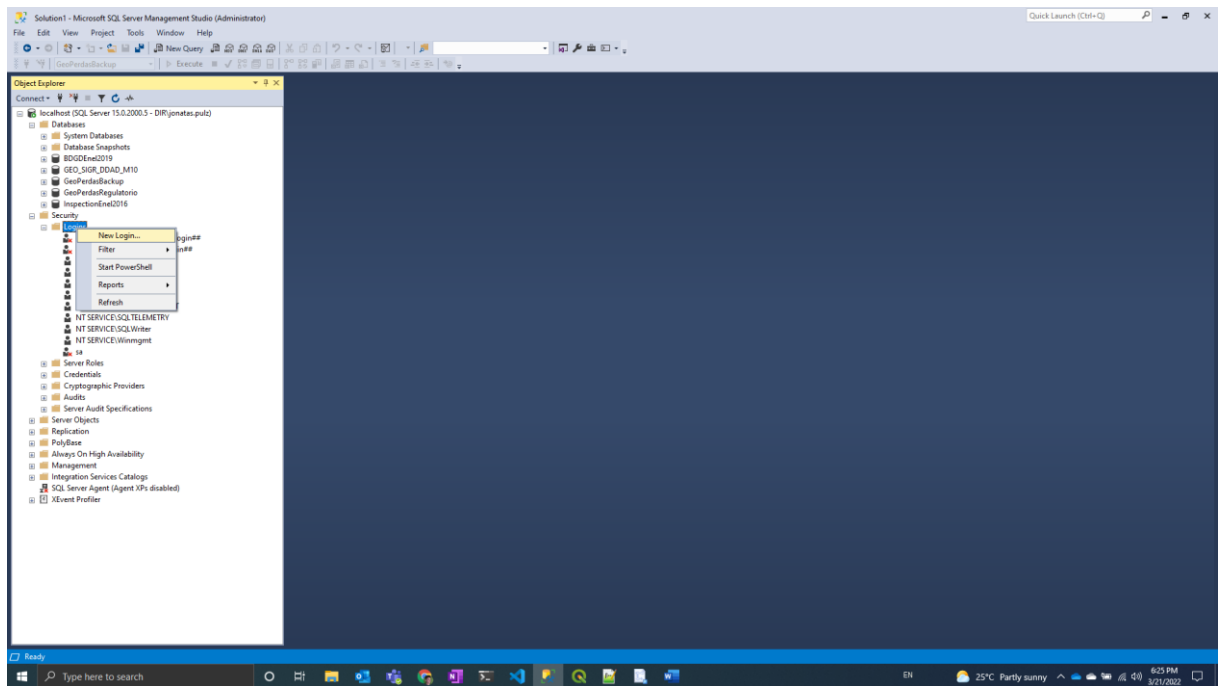 Solution1 - Microsoft SQL Server Management Studio (Administrator)
Quick Launch (Ctrl+Q)
File Edit View Project Tools Window Help
New Query
GeoPerdasBackup
Execute
Object Explorer
Connect
localhost (SQL Server 15.0.2000.5 - DIR\jonatas.pulz)
Databases
System Databases
Database Snapshots
BDGDEnel2019
GEO_SIGR_DDAD_M10
GeoPerdasBackup
GeoPerdasRegulatorio
InspectionEnel2016
Security
Logins
New Login...
ogin##
Filter
in##
Start PowerShell
Reports
Refresh
NT SERVICE\SQLTELEMETRY
NT SERVICE\SQLWriter
NT SERVICE\Winmgmt
sa
Server Roles
Credentials
Cryptographic Providers
Audits
Server Audit Specifications
Server Objects
Replication
PolyBase
Always On High Availability
Management
Integration Services Catalogs
SQL Server Agent (Agent XPs disabled)
XEvent Profiler
Ready
Type here to search
EN
25°C Partly sunny
6:25 PM
3/21/2022